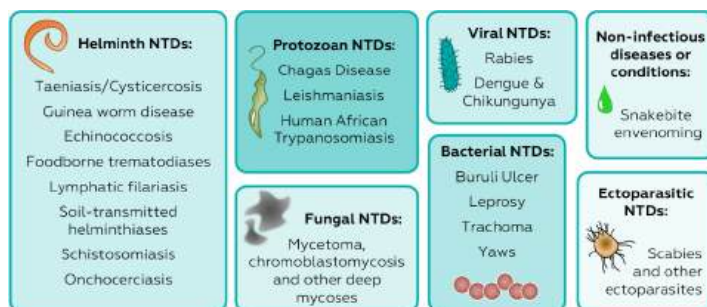 Helminth NTDs:
Taeniasis/Cysticercosis
Guinea worm disease
Echinococcosis
Foodborne trematodiases
Lymphatic filariasis
Soil-transmitted
helminthiases
Schistosomiasis
Onchocerciasis
Protozoan NTDs:
Chagas Disease
Leishmaniasis
Human African
Trypanosomiasis
Fungal NTDs:
Mycetoma,
chromoblastomycosis
and other deep
mycoses
Viral NTDs:
Rabies
Dengue &
Chikungunya
Bacterial NTDs:
Buruli Ulcer
Leprosy
Trachoma
Yaws
Non-infectious
diseases or
conditions:
Snakebite
envenoming
Ectoparasitic
NTDs:
Scabies
and other
ectoparasites